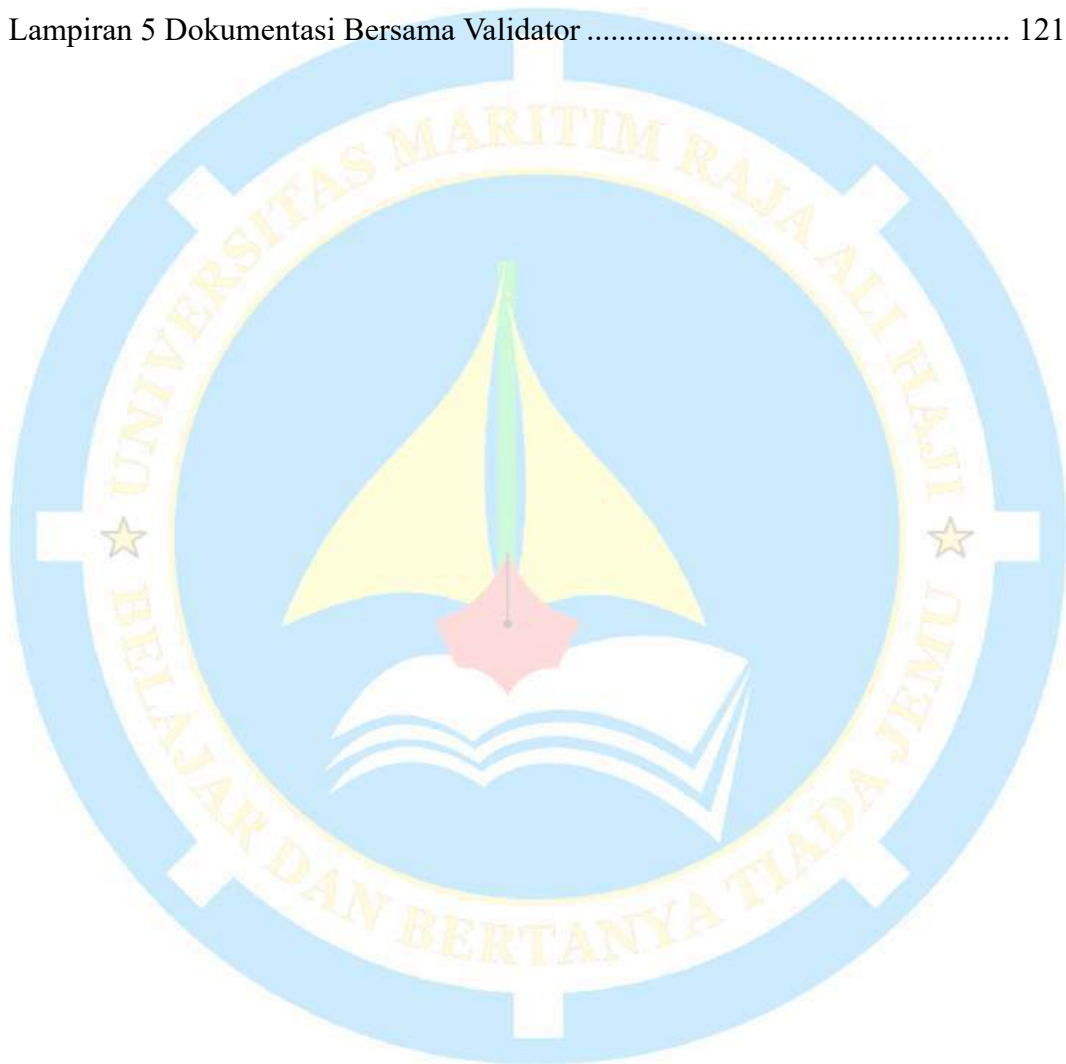 Lampiran 5 Dokumentasi Bersama Validator ..................................................... 121
UNIVERSITAS MARITIM RAJA ALI HAJI
BELAJAR DAN BERTANYA TIADA JEMU